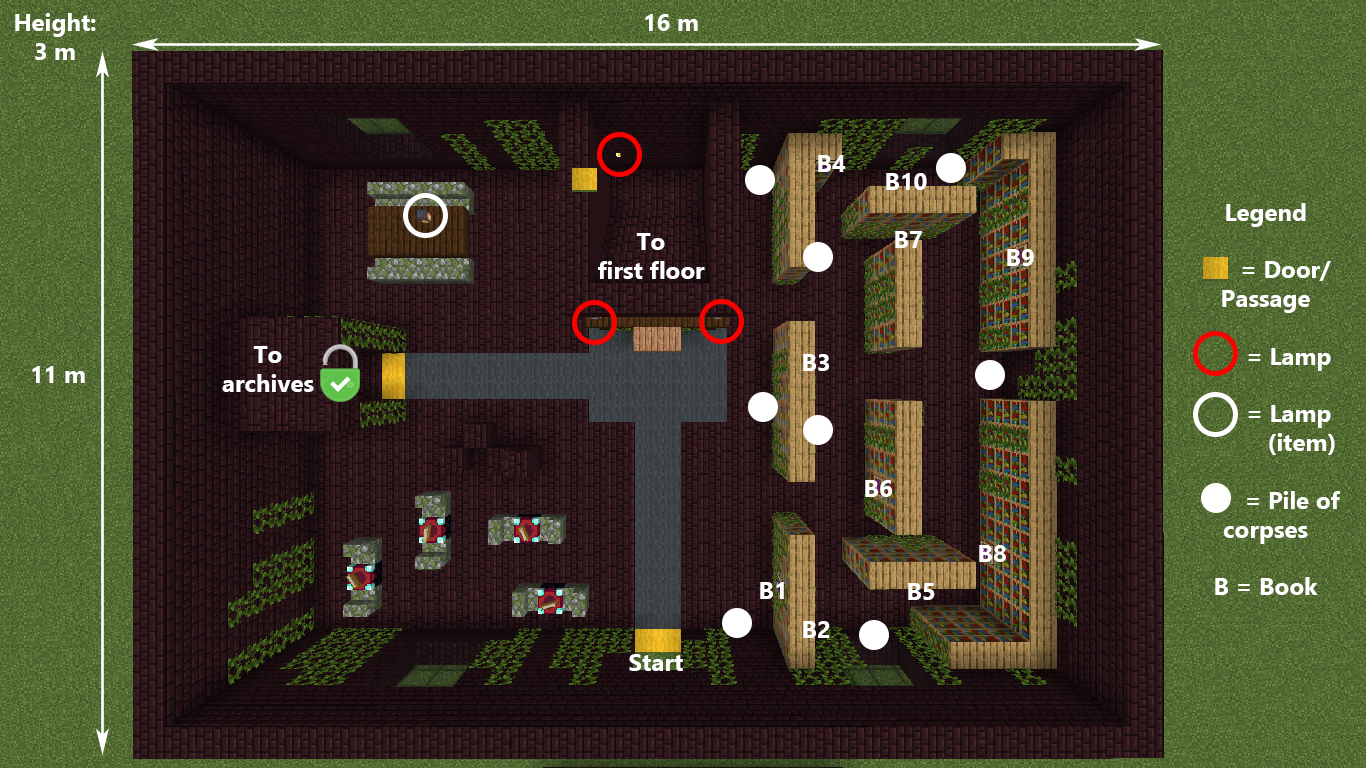 Height:
3 m
16 m
11 m
To
first floor
To
archives
Start
B4
B10
B7
B9
B3
B6
B8
B1
B5
B2
Legend
= Door/
Passage
= Lamp
= Lamp
(item)
= Pile of
corpses
B = Book